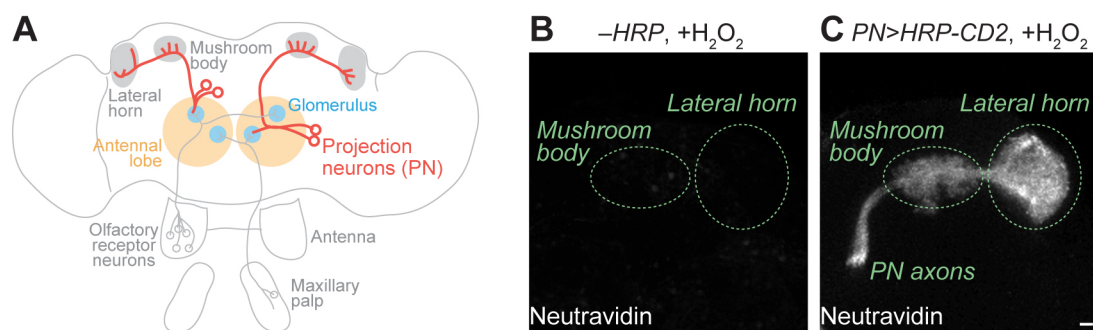 A
Mushroom
body
Lateral
horn
Glomerulus
Antennal
lobe
Projection
neurons (PN)
Olfactory
receptor
neurons
Antenna
Maxillary
palp
B
–HRP, +H₂O₂
Lateral horn
Mushroom
body
Neutravidin
C
PN>HRP-CD2, +H₂O₂
Lateral horn
Mushroom
body
PN axons
Neutravidin